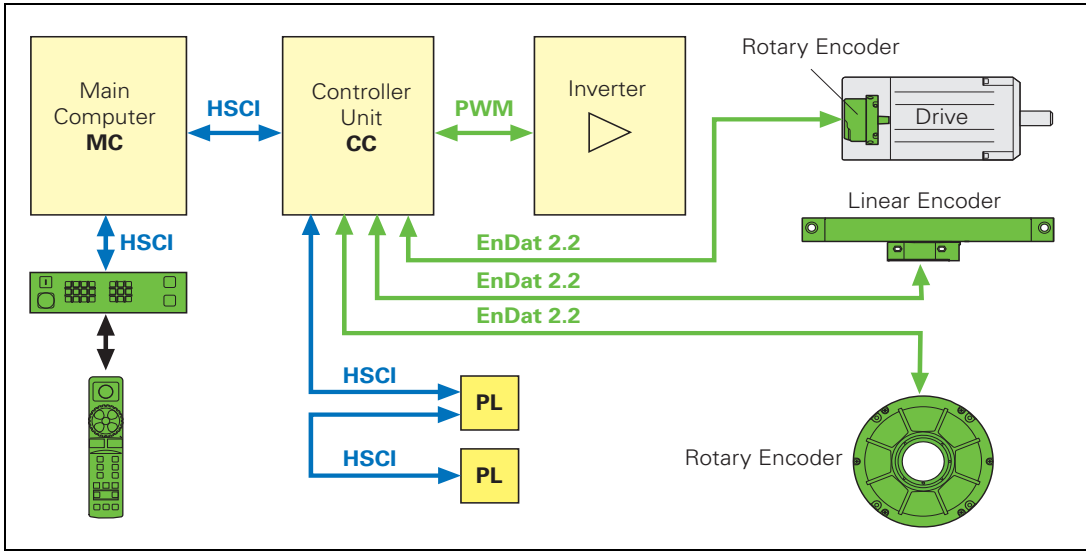 Main
Computer
MC
HSCI
Controller
Unit
CC
PWM
Inverter
Rotary Encoder
Drive
Linear Encoder
HSCI
EnDat 2.2
EnDat 2.2
EnDat 2.2
HSCI
PL
HSCI
PL
Rotary Encoder